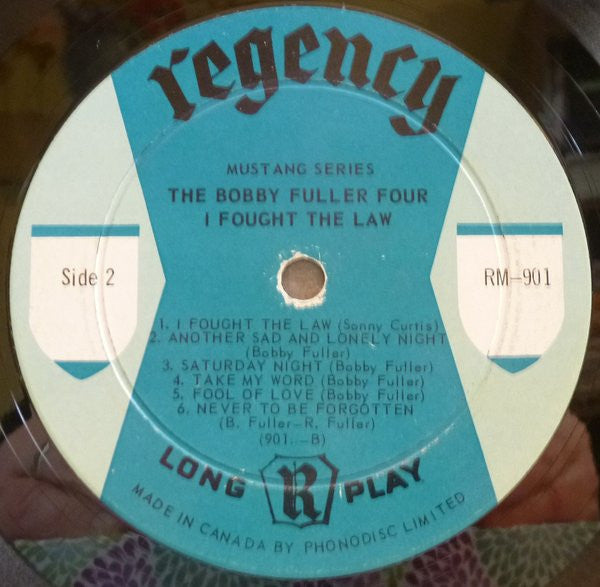 regency
MUSTANG SERIES
THE BOBBY FULLER FOUR
I FOUGHT THE LAW
Side 2
RM-901
1. I FOUGHT THE LAW (Sonny Curtis)
2. ANOTHER SAD AND LONELY NIGHT
(Bobby Fuller)
3. SATURDAY NIGHT (Bobby Fuller)
4. TAKE MY WORD (Bobby Fuller)
5. FOOL OF LOVE (Bobby Fuller)
6. NEVER TO BE FORGOTTEN
(B. Fuller-R. Fuller)
(901-B)
LONG R PLAY
MADE IN CANADA BY PHONODISC LIMITED